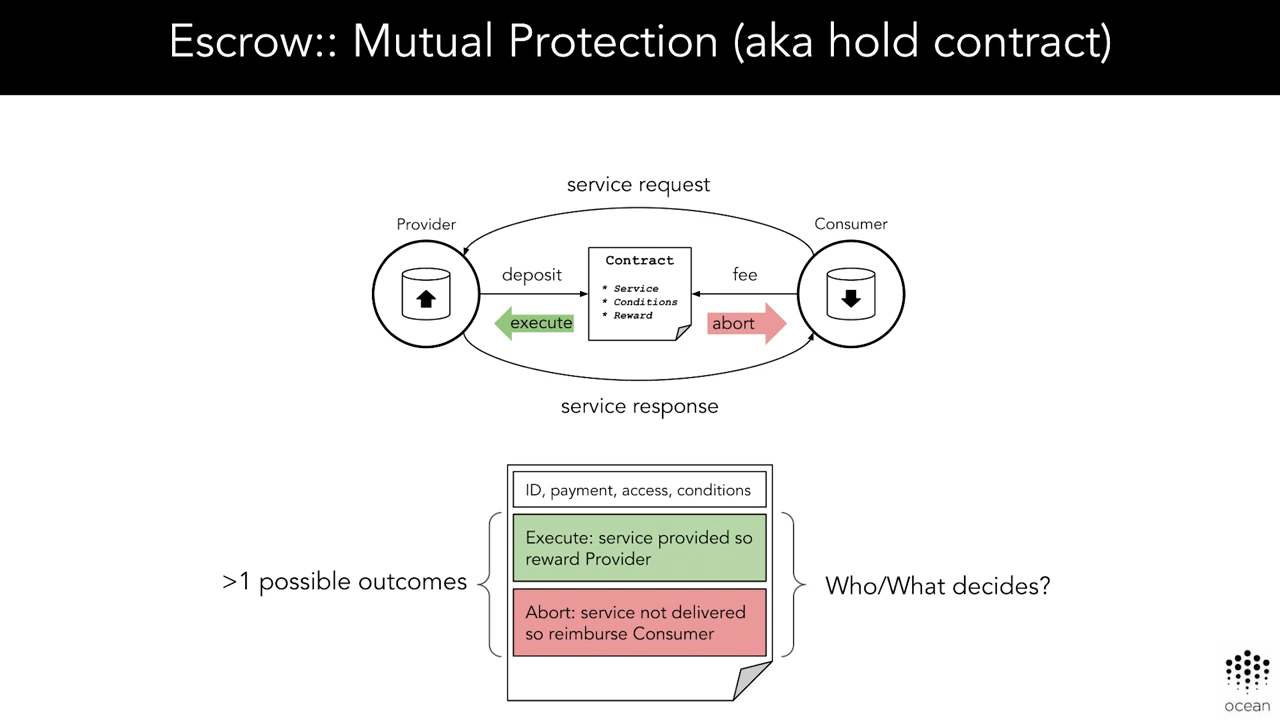 Escrow:: Mutual Protection (aka hold contract)
service request
Provider
Consumer
Contract
* Service
* Conditions
* Reward
deposit
fee
execute
abort
service response
ID, payment, access, conditions
Execute: service provided so
reward Provider
Abort: service not delivered
so reimburse Consumer
>1 possible outcomes
Who/What decides?
ocean